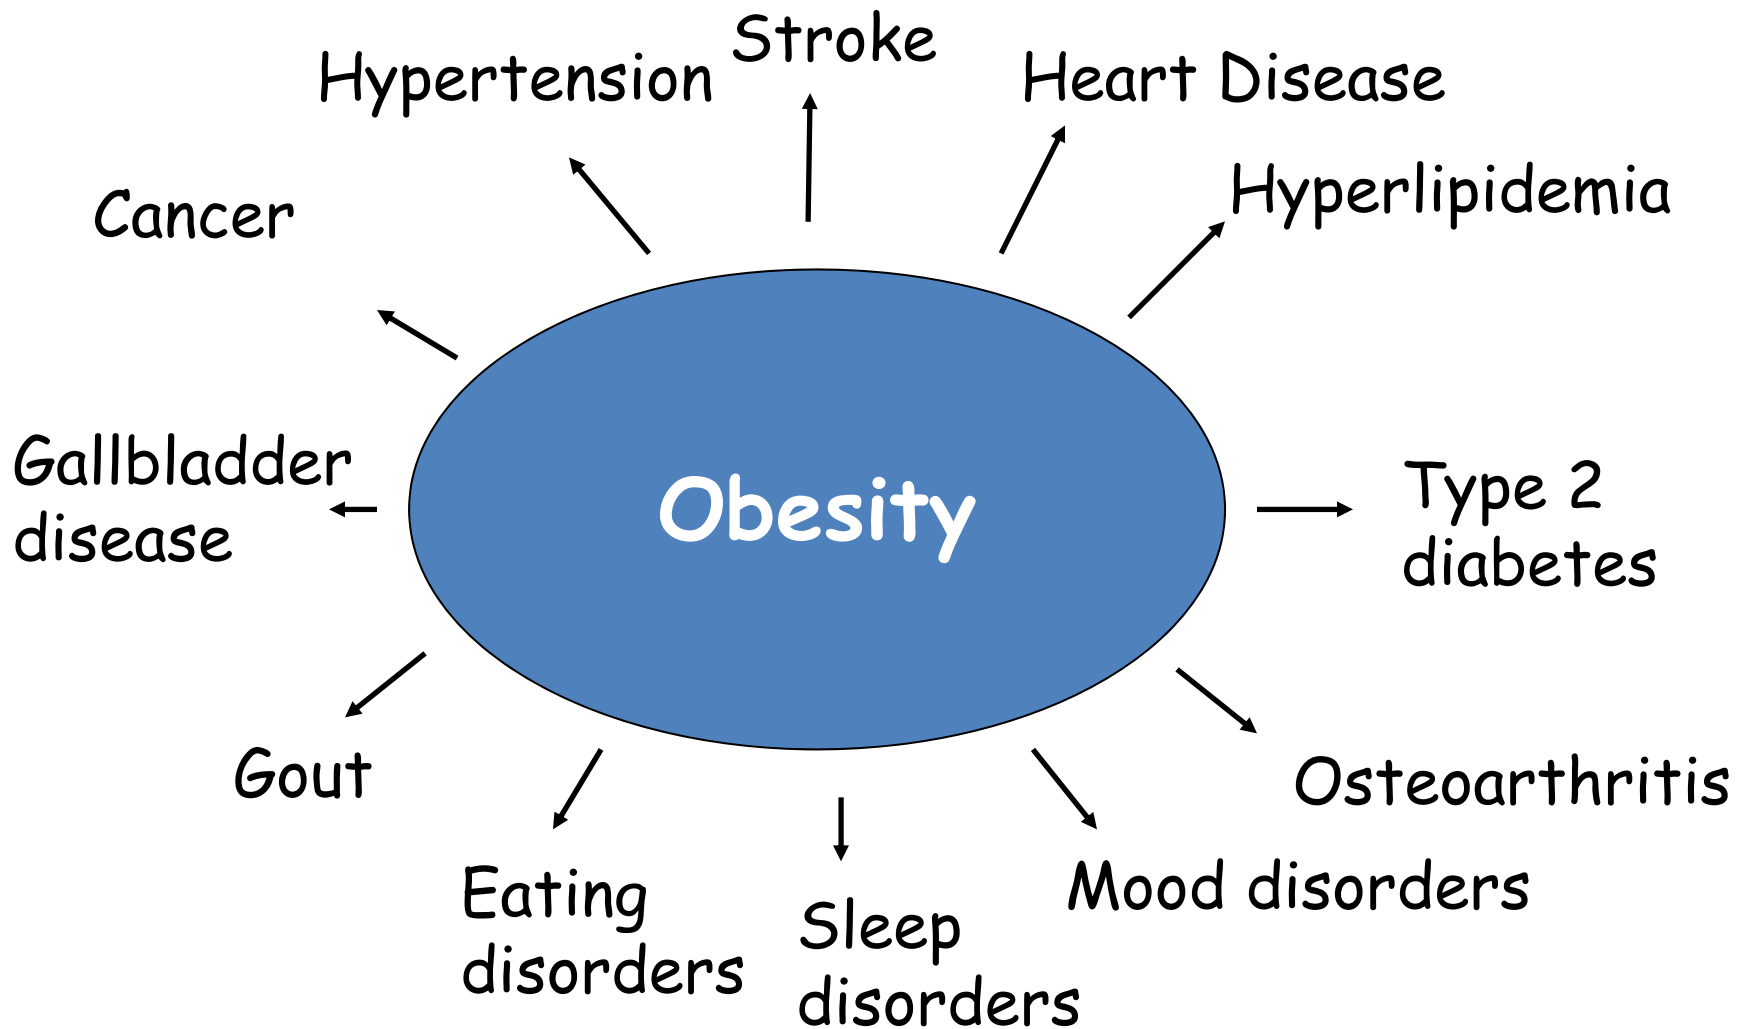 Stroke
Hypertension
Heart Disease
Hyperlipidemia
Cancer
Gallbladder
disease
Obesity
Type 2
diabetes
Gout
Osteoarthritis
Eating
disorders
Sleep
disorders
Mood disorders